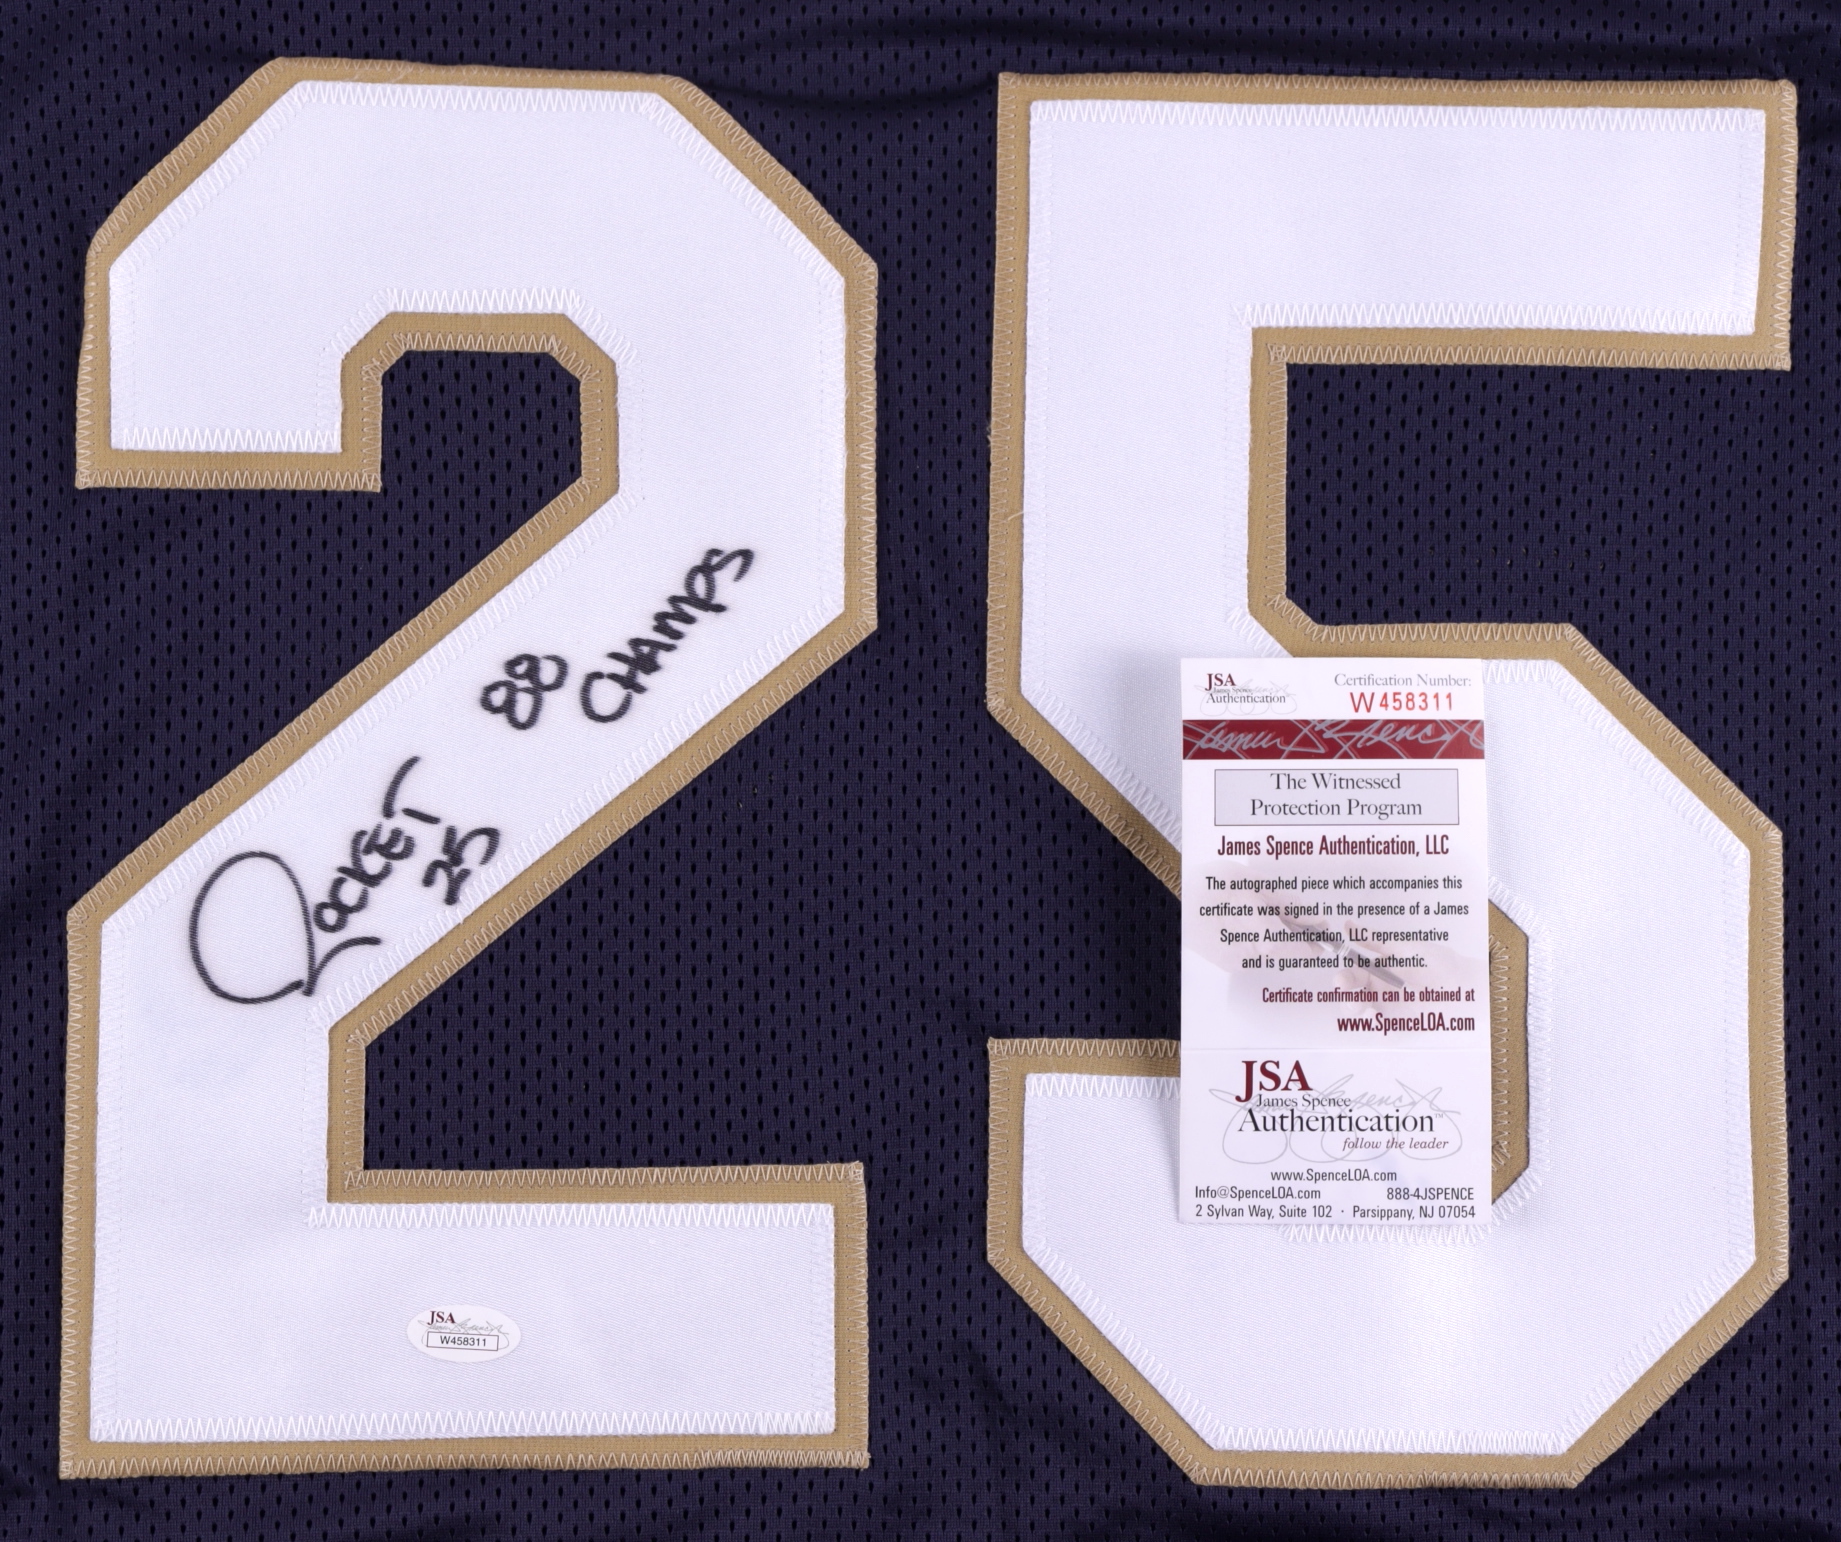 25
88
CHAMPS
ROCKET
25
JSA
James Spence
Authentication
Certification Number:
W458311
James Spence
The Witnessed
Protection Program
James Spence Authentication, LLC
The autographed piece which accompanies this
certificate was signed in the presence of a James
Spence Authentication, LLC representative
and is guaranteed to be authentic.
Certificate confirmation can be obtained at
www.SpenceLOA.com
JSA
James Spence
Authentication™
follow the leader
www.SpenceLOA.com
Info@SpenceLOA.com 888-4JSPENCE
2 Sylvan Way, Suite 102 · Parsippany, NJ 07054
JSA
W458311